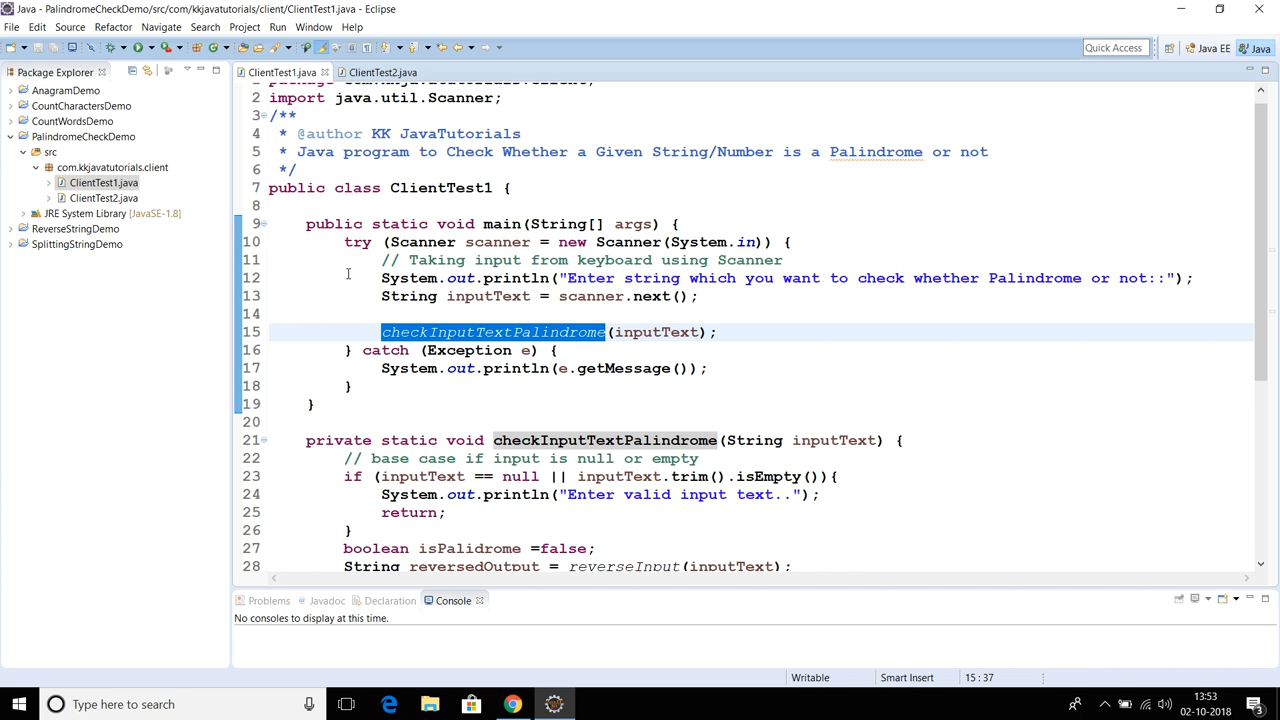 Java - PalindromeCheckDemo/src/com/kkjavatutorials/client/ClientTest1.java - Eclipse
File Edit Source Refactor Navigate Search Project Run Window Help
Quick Access Java EE Java
Package Explorer
AnagramDemo
CountCharactersDemo
CountWordsDemo
PalindromeCheckDemo
src
com.kkjavatutorials.client
ClientTest1.java
ClientTest2.java
JRE System Library [JavaSE-1.8]
ReverseStringDemo
SplittingStringDemo
ClientTest1.java ClientTest2.java
2 import java.util.Scanner;
3 /**
4 * @author KK JavaTutorials
5 * Java program to Check Whether a Given String/Number is a Palindrome or not
6 */
7 public class ClientTest1 {
8
9 public static void main(String[] args) {
10 try (Scanner scanner = new Scanner(System.in)) {
11 // Taking input from keyboard using Scanner
12 System.out.println("Enter string which you want to check whether Palindrome or not::");
13 String inputText = scanner.next();
14
15 checkInputTextPalindrome(inputText);
16 } catch (Exception e) {
17 System.out.println(e.getMessage());
18 }
19 }
20
21 private static void checkInputTextPalindrome(String inputText) {
22 // base case if input is null or empty
23 if (inputText == null || inputText.trim().isEmpty()){
24 System.out.println("Enter valid input text..");
25 return;
26 }
27 boolean isPalidrome =false;
28 String reversedOutput = reverseInput(inputText);
Problems Javadoc Declaration Console
No consoles to display at this time.
Writable Smart Insert 15 : 37
Type here to search
13:53
02-10-2018
3